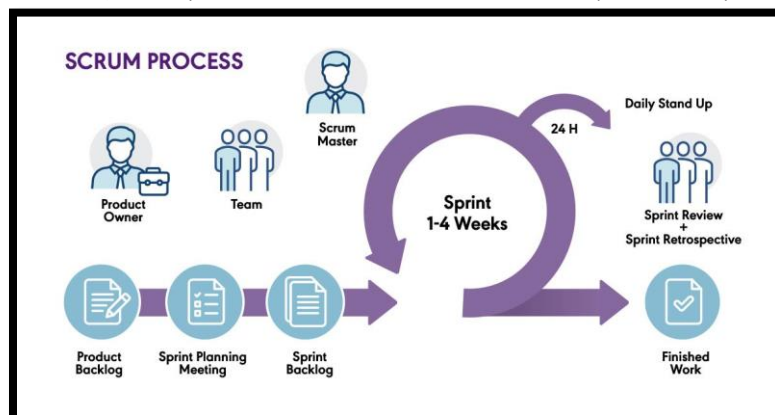 SCRUM PROCESS
Scrum
Master
Product
Owner
Team
Sprint
1-4 Weeks
24 H
Daily Stand Up
Sprint Review
+
Sprint Retrospective
Product
Backlog
Sprint Planning
Meeting
Sprint
Backlog
Finished
Work